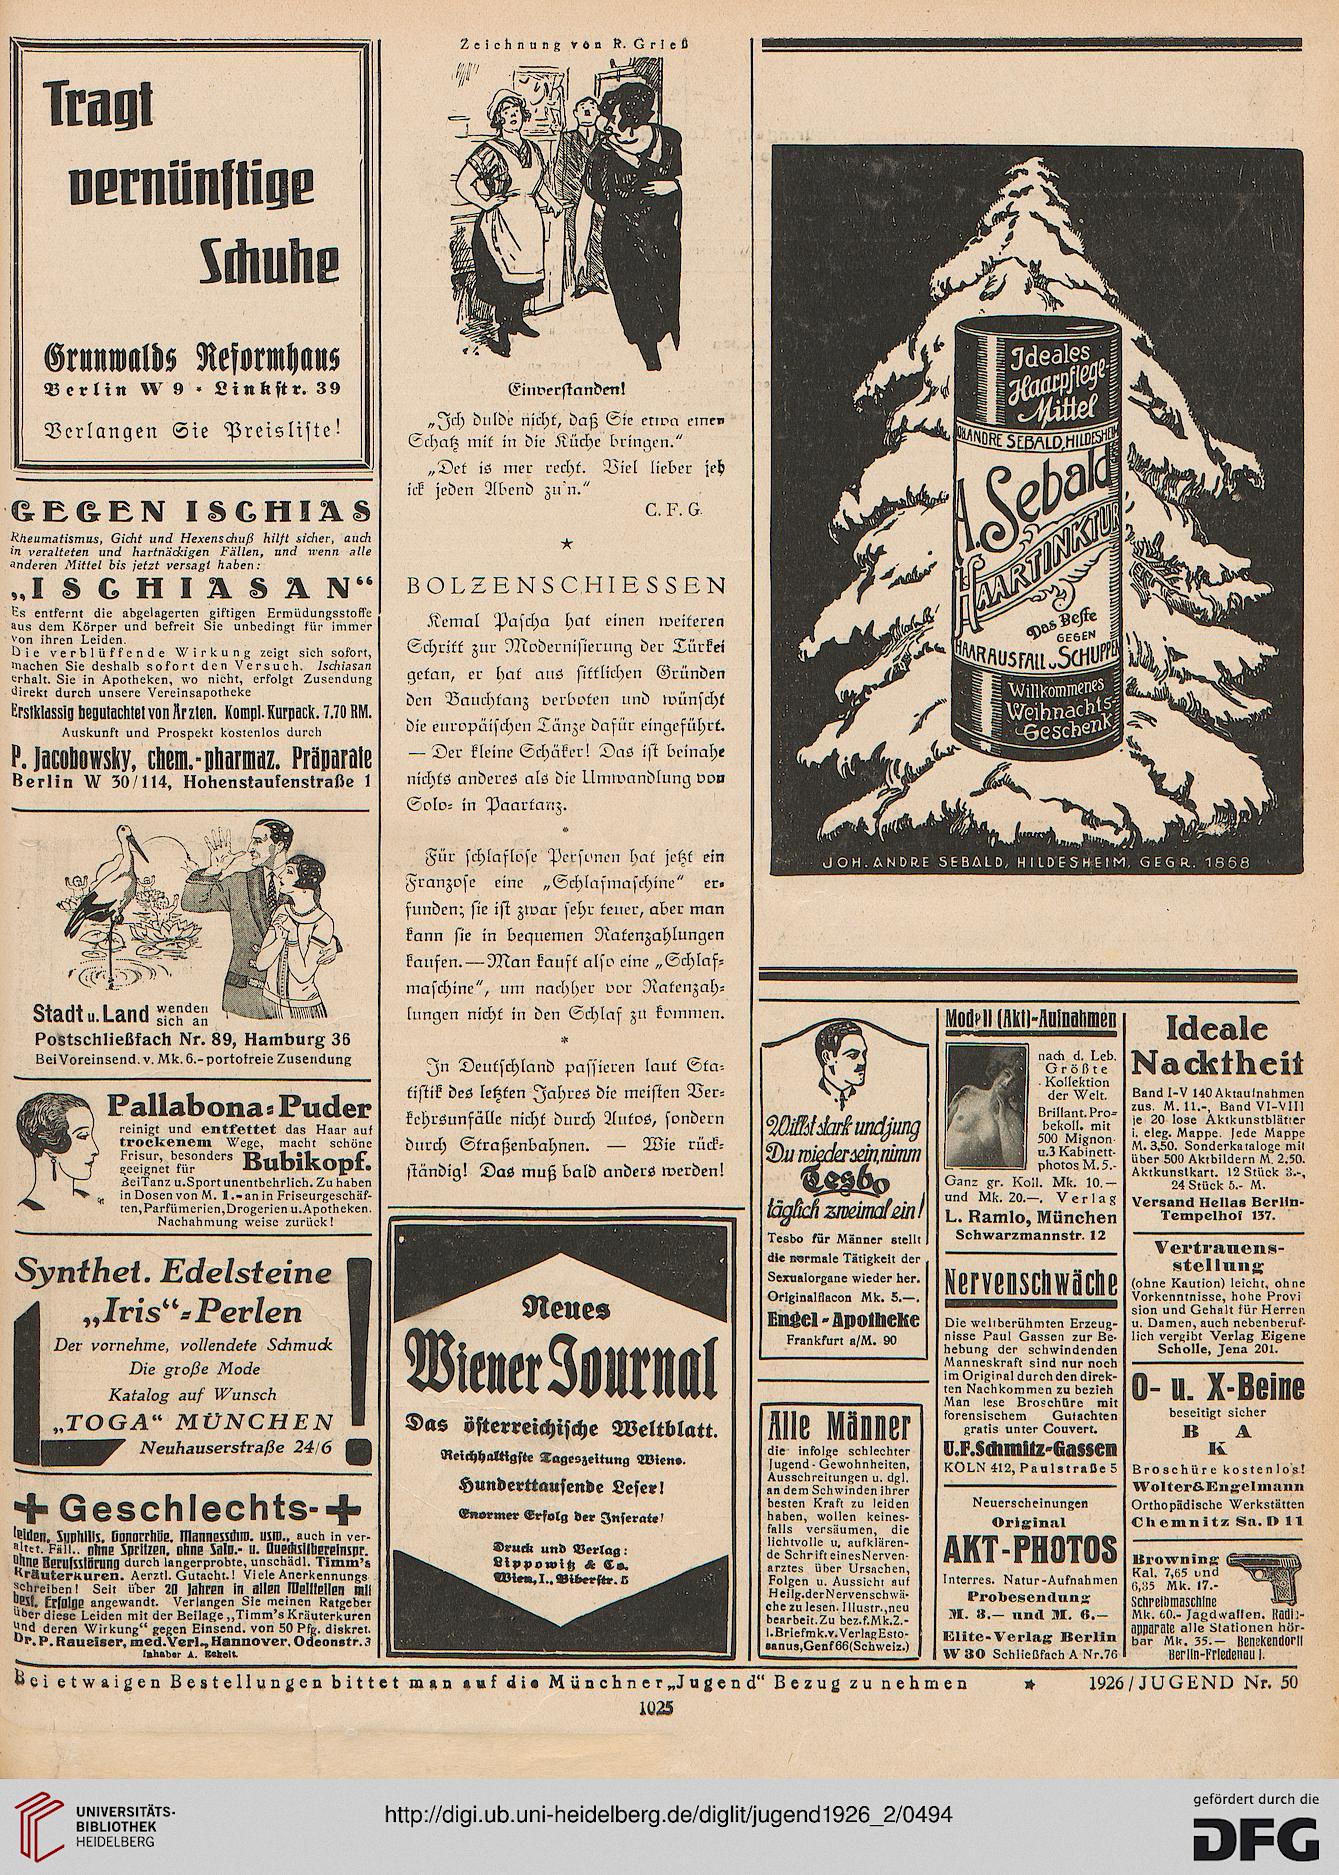 Tragt
vernünftige
Schuhe
Grunwalds Reformhaus
Berlin W 9 · Linkstr. 39
Verlangen Sie Preisliste!
GEGEN ISCHIAS
Rheumatismus, Gicht und Hexenschuß hilft sicher, auch
in veralteten und hartnäckigen Fällen, und wenn alle
anderen Mittel bis jetzt versagt haben:
„ISCHIASAN“
Es entfernt die abgelagerten giftigen Ermüdungsstoffe
aus dem Körper und befreit Sie unbedingt für immer
von ihren Leiden.
Die verblüffende Wirkung zeigt sich sofort,
machen Sie deshalb sofort den Versuch. Ischiasan
erhalt. Sie in Apotheken, wo nicht, erfolgt Zusendung
direkt durch unsere Vereinsapotheke
Erstklassig begutachtet von Ärzten. Kompl. Kurpack. 7.70 RM.
Auskunft und Prospekt kostenlos durch
P. Jacobowsky, chem.-pharmaz. Präparate
Berlin W 30/114, Hohenstaufenstraße 1
Stadt u. Land wenden
sich an
Postschließfach Nr. 89, Hamburg 36
Bei Voreinsend. v. Mk. 6.- portofreie Zusendung
Pallabona=Puder
reinigt und entfettet das Haar auf
trockenem Wege, macht schöne
Frisur, besonders
geeignet für Bubikopf.
Bei Tanz u. Sport unentbehrlich. Zu haben
in Dosen von M. 1.- an in Friseurgeschäf-
ten, Parfümerien, Drogerien u. Apotheken.
Nachahmung weise zurück!
Synthet. Edelsteine
„Iris“=Perlen
Der vornehme, vollendete Schmuck
Die große Mode
Katalog auf Wunsch
„TOGA“ MÜNCHEN
Neuhauserstraße 24/6
Geschlechts-
leiden, Syphilis, Gonorrhöe, Mannesschw. usw., auch in ver-
altet. Fäll., ohne Spritzen, ohne Salv.- u. Quecksilbereinspr.
ohne Berufsstörung durch langerprobte, unschädl. Timm's
Kräuterkuren. Aerztl. Gutacht.! Viele Anerkennungs-
schreiben! Seit über 20 Jahren in allen Weltteilen mit
best. Erfolge angewandt. Verlangen Sie meinen Ratgeber
über diese Leiden mit der Beilage „Timm's Kräuterkuren
und deren Wirkung“ gegen Einsend. von 50 Pfg. diskret.
Dr. P. Raueiser, med. Verl., Hannover, Odeonstr. 3
Inhaber A. Eckelt.
Zeichnung von R. Grieß
Einverstanden!
„Ich dulde nicht, daß Sie etwa einen
Schatz mit in die Küche bringen.“
„Det is mer recht. Viel lieber jeh
ick jeden Abend zu'n.“
C. F. G.
BOLZENSCHIESSEN
Kemal Pascha hat einen weiteren
Schritt zur Modernisierung der Türkei
getan, er hat aus sittlichen Gründen
den Bauchtanz verboten und wünscht
die europäischen Tänze dafür eingeführt.
— Der kleine Schäker! Das ist beinahe
nichts anderes als die Umwandlung von
Solo= in Paartanz.
*
Für schlaflose Personen hat jetzt ein
Franzose eine „Schlafmaschine“ er=
funden; sie ist zwar sehr teuer, aber man
kann sie in bequemen Ratenzahlungen
kaufen. — Man kauft also eine „Schlaf=
maschine“, um nachher vor Ratenzah=
lungen nicht in den Schlaf zu kommen.
*
In Deutschland passieren laut Sta=
tistik des letzten Jahres die meisten Ver=
kehrsunfälle nicht durch Autos, sondern
durch Straßenbahnen. — Wie rück=
ständig! Das muß bald anders werden!
Neues
Wiener Journal
Das österreichische Weltblatt.
Reichhaltigste Tageszeitung Wiens.
Hunderttausende Leser!
Enormer Erfolg der Inserate!
Druck und Verlag:
Lippowitz & Co.
Wien, I., Biberstr. 5
Ideales
Haarpflege-
Mittel
JOH. ANDRE SEBALD, HILDESHEIM
A. Sebald
HAARTINKTUR
Das Beste
GEGEN
HAARAUSFALL u. SCHUPPEN
Willkommenes
Weihnachts-
Geschenk
JOH. ANDRE SEBALD, HILDESHEIM, GEGR. 1868
Willst stark und jung
Du wieder sein, nimm
Tesbo
täglich zweimal ein!
Tesbo für Männer stellt
die normale Tätigkeit der
Sexualorgane wieder her.
Originalflacon Mk. 5.—.
Engel-Apotheke
Frankfurt a/M. 90
Alle Männer
die infolge schlechter
Jugend-Gewohnheiten,
Ausschreitungen u. dgl.
an dem Schwinden ihrer
besten Kraft zu leiden
haben, wollen keines-
falls versäumen, die
lichtvolle u. aufklären-
de Schrift eines Nerven-
arztes über Ursachen,
Folgen u. Aussicht auf
Heilg. der Nervenschwä-
che zu lesen. Illustr., neu
bearbeit. Zu bez. f. Mk. 2.-
i. Briefmk. v. Verlag Esto-
sanus, Genf 66 (Schweiz.)
Modell (Akt)-Aufnahmen
nach d. Leb.
Größte
Kollektion
der Welt.
Brillant. Pro-
bekoll. mit
500 Mignon-
u. 3 Kabinett-
photos M. 5.-
Ganz gr. Koll. Mk. 10.—
und Mk. 20.—. Verlag
L. Ramlo, München
Schwarzmannstr. 12
Nervenschwäche
Die weltberühmten Erzeug-
nisse Paul Gassen zur Be-
hebung der schwindenden
Manneskraft sind nur noch
im Original durch den direk-
ten Nachkommen zu bezieh
Man lese Broschüre mit
forensischem Gutachten
gratis unter Couvert.
U.F. Schmitz-Gassen
KÖLN 412, Paulstraße 5
Neuerscheinungen
Original
AKT-PHOTOS
Interres. Natur-Aufnahmen
Probesendung
M. 3.— und M. 6.—
Elite-Verlag Berlin
W 30 Schließfach A Nr. 76
Ideale
Nacktheit
Band I-V 140 Aktaufnahmen
zus. M. 11.-, Band VI-VIII
je 20 lose Aktkunstblätter
i. eleg. Mappe. Jede Mappe
M. 3,50. Sonderkataloge mit
über 500 Aktbildern M. 2.50.
Aktkunstkart. 12 Stück 3.-,
24 Stück 5.- M.
Versand Hellas Berlin-
Tempelhof 137.
Vertrauens-
stellung
(ohne Kaution) leicht, ohne
Vorkenntnisse, hohe Provi
sion und Gehalt für Herren
u. Damen, auch nebenberuf-
lich vergibt Verlag Eigene
Scholle, Jena 201.
O- u. X-Beine
beseitigt sicher
B A
K
Broschüre kostenlos!
Wolter & Engelmann
Orthopädische Werkstätten
Chemnitz Sa. D 11
Browning
Kal. 7,65 und
6,35 Mk. 17.-
Schreibmaschine
Mk. 60.- Jagdwaffen. Radio-
apparate alle Stationen hör-
bar Mk. 35.— Benekendorff
Berlin-Friedenau I.
Bei etwaigen Bestellungen bittet man auf die Münchner „Jugend“ Bezug zu nehmen
1926 / JUGEND Nr. 50
1025
UNIVERSITÄTS-
BIBLIOTHEK
HEIDELBERG
http://digi.ub.uni-heidelberg.de/diglit/jugend1926_2/0494
gefördert durch die
DFG